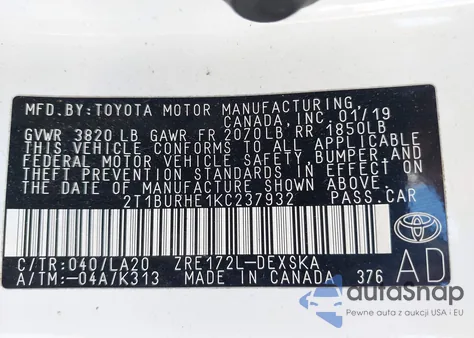 MFD. BY: TOYOTA MOTOR MANUFACTURING,
CANADA, INC. 01/19
GVWR 3820 LB GAWR FR 2070LB RR 1850LB
THIS VEHICLE CONFORMS TO ALL APPLICABLE
FEDERAL MOTOR VEHICLE SAFETY, BUMPER, AND
THEFT PREVENTION STANDARDS IN EFFECT ON THE
DATE OF MANUFACTURE SHOWN ABOVE.
2T1BURHE1KC237932 PASS. CAR
C/TR: 040/LA20 ZRE172L-DEXSKA
A/TM: -04A/K313 MADE IN CANADA 376
AD
autoSnap
Pewne auta z aukcji z USA